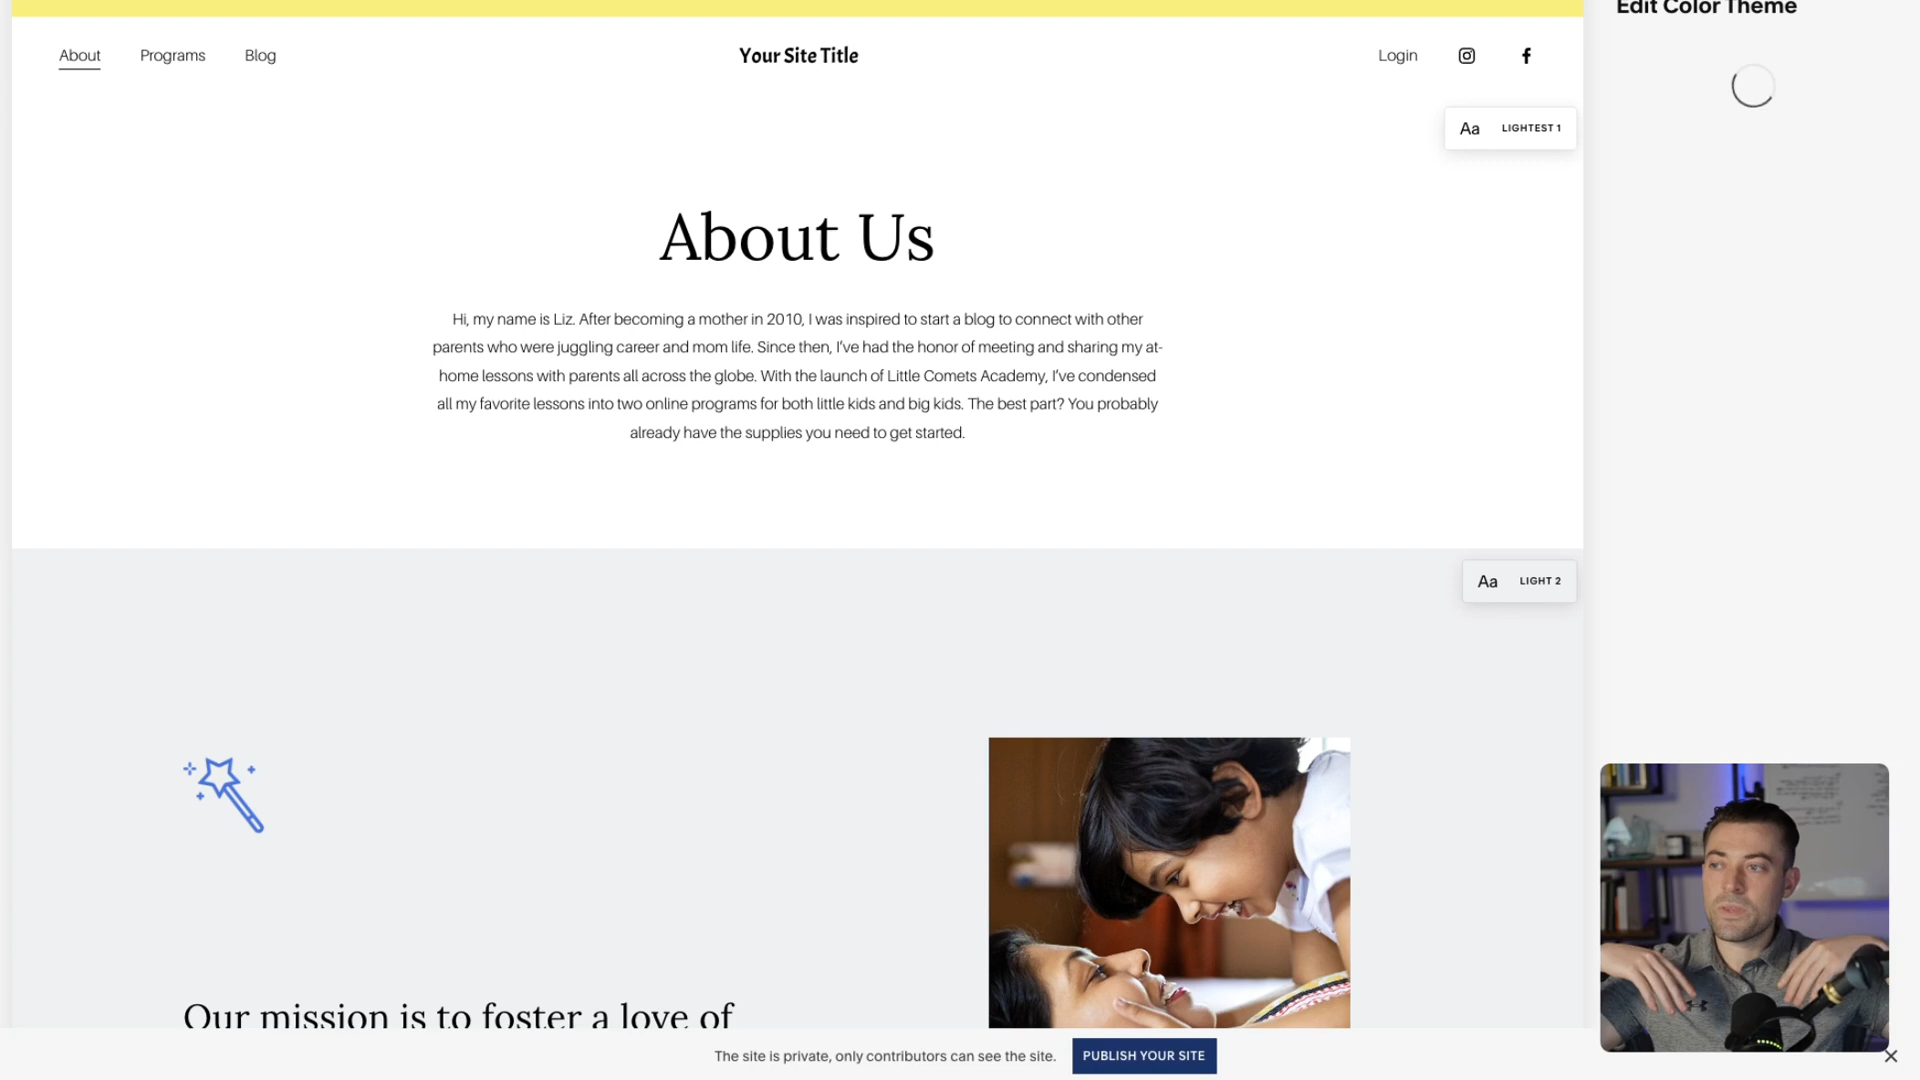 Edit Color Theme
About Programs Blog Your Site Title Login
Aa LIGHTEST 1
About Us
Hi, my name is Liz. After becoming a mother in 2010, I was inspired to start a blog to connect with other
parents who were juggling career and mom life. Since then, I've had the honor of meeting and sharing my at-
home lessons with parents all across the globe. With the launch of Little Comets Academy, I've condensed
all my favorite lessons into two online programs for both little kids and big kids. The best part? You probably
already have the supplies you need to get started.
Aa LIGHT 2
Our mission is to foster a love of
The site is private, only contributors can see the site. PUBLISH YOUR SITE